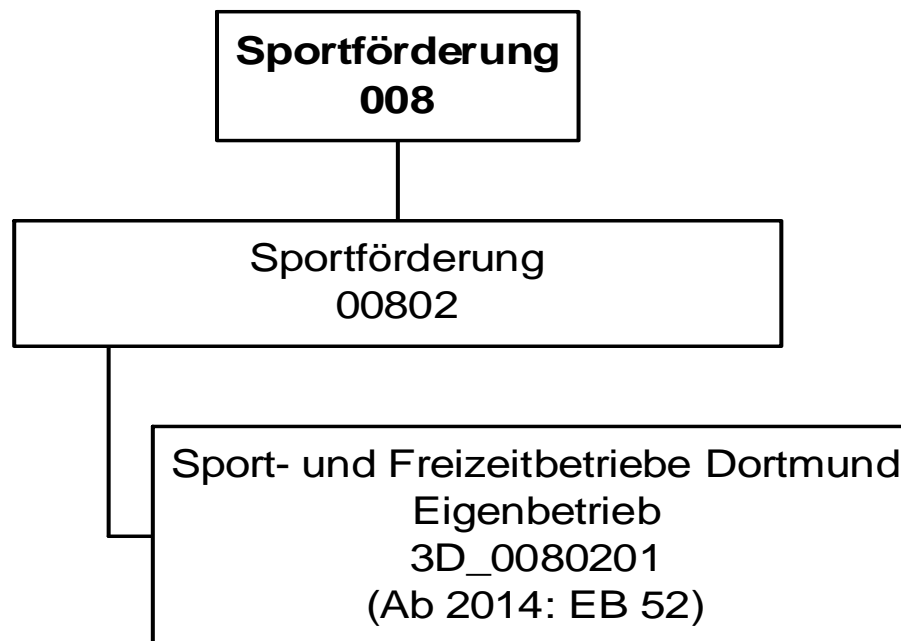 Sportförderung
008
Sportförderung
00802
Sport- und Freizeitbetriebe Dortmund
Eigenbetrieb
3D_0080201
(Ab 2014: EB 52)